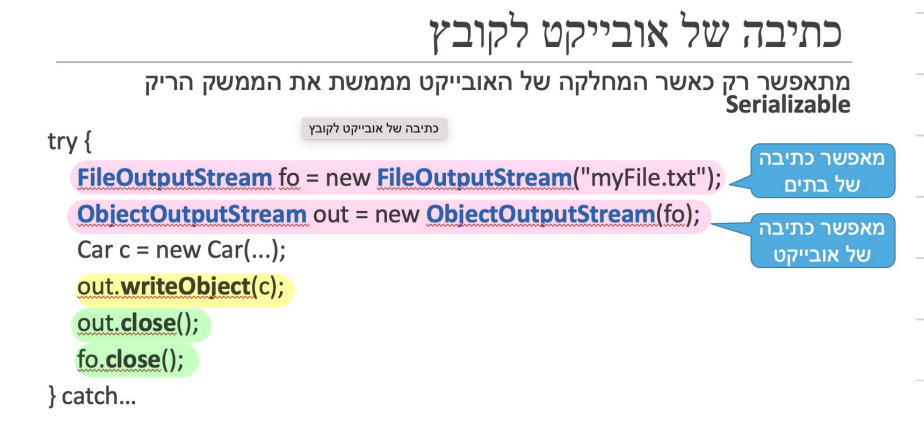 כתיבה של אובייקט לקובץ
מתאפשר רק כאשר המחלקה של האובייקט מממשת את הממשק הריק
Serializable
כתיבה של אובייקט לקובץ
try {
FileOutputStream fo = new FileOutputStream("myFile.txt");
מאפשר כתיבה
של בתים
ObjectOutputStream out = new ObjectOutputStream(fo);
מאפשר כתיבה
של אובייקט
Car c = new Car(...);
out.writeObject(c);
out.close();
fo.close();
} catch...